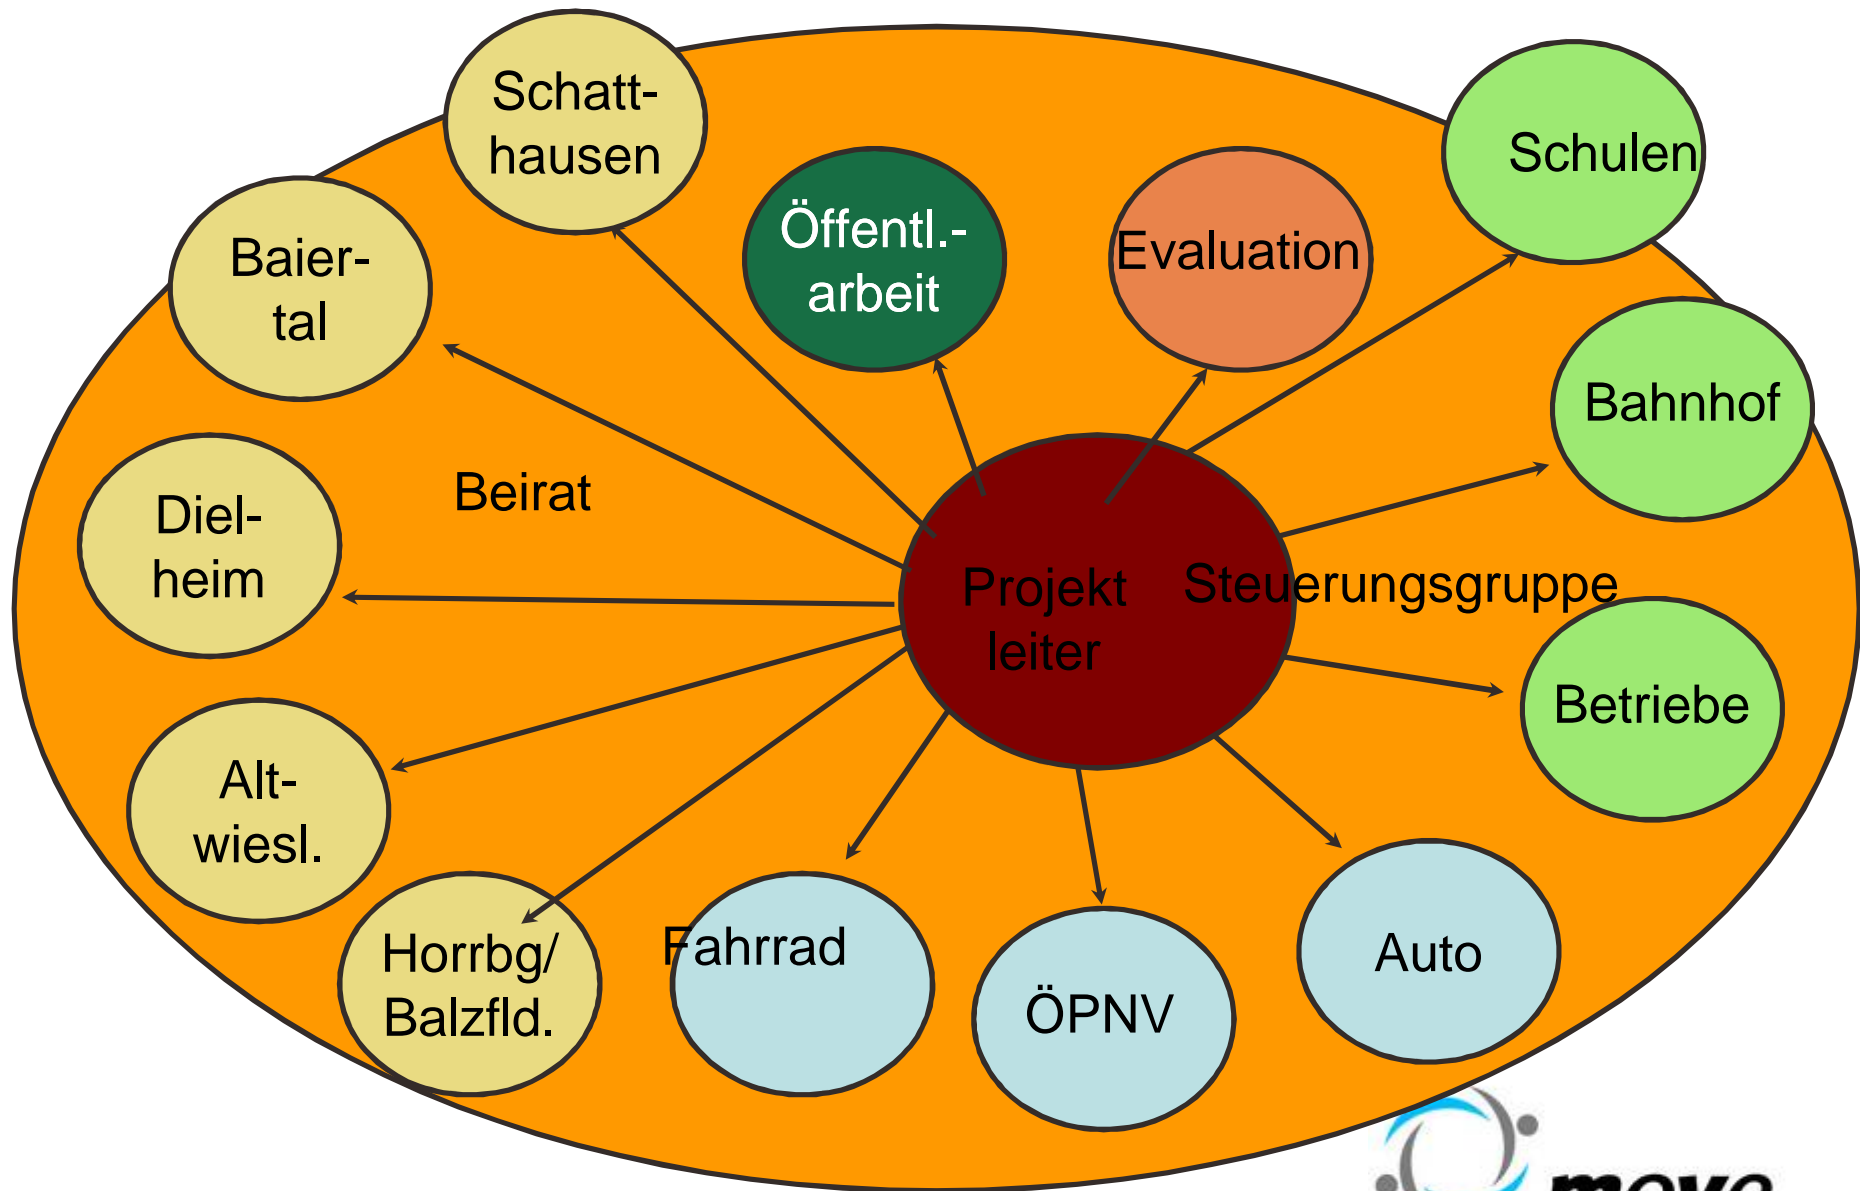 Schatt-
hausen
Schulen
Öffentl.-
arbeit
Evaluation
Baier-
tal
Bahnhof
Beirat
Diel-
heim
Projekt
leiter
Steuerungsgruppe
Betriebe
Alt-
wiesl.
Horrbg/
Balzfld.
Fahrrad
ÖPNV
Auto
move